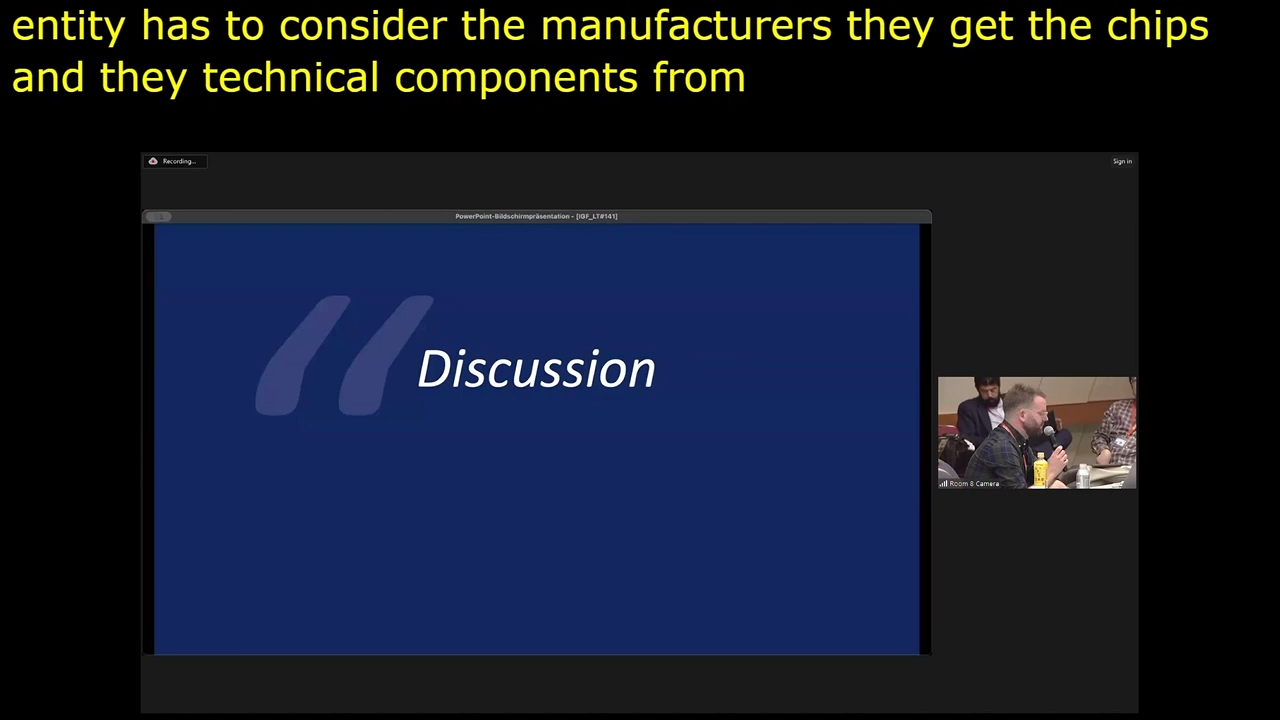 entity has to consider the manufacturers they get the chips
and they technical components from
Recording...
Sign in
PowerPoint-Bildschirmpräsentation - [IGF_LT#141]
Discussion
Room 8 Camera